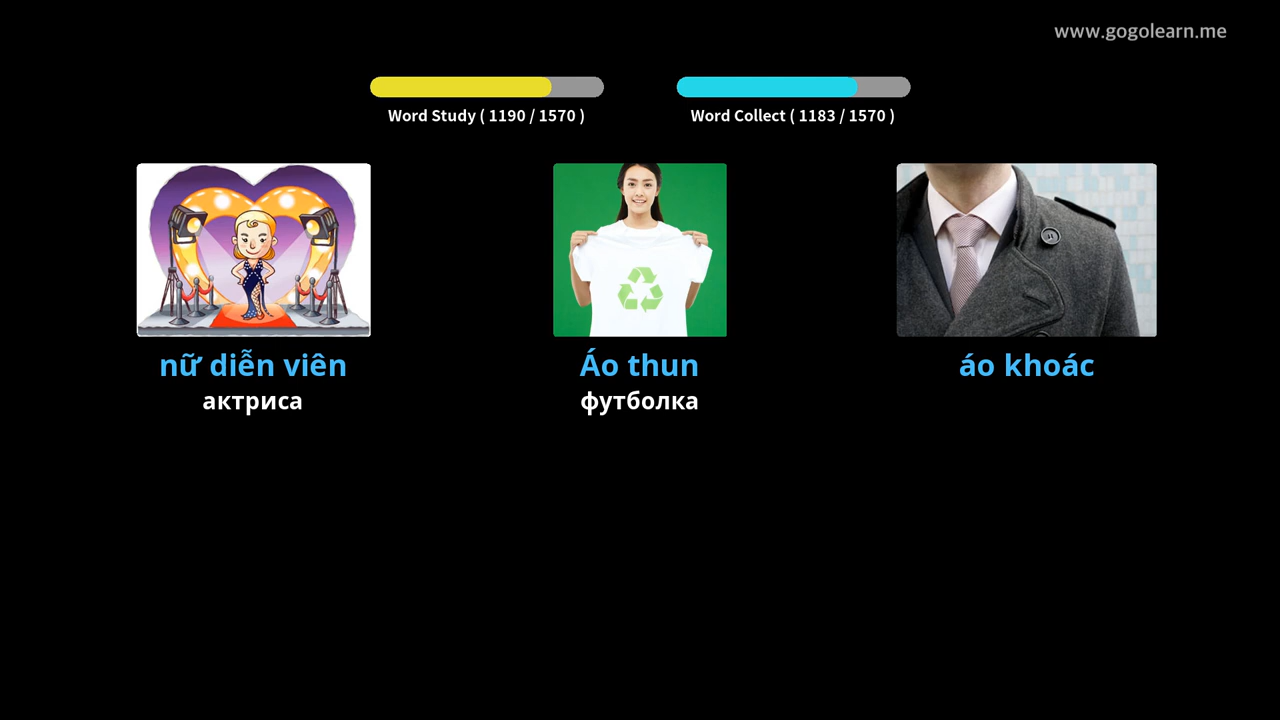 www.gogolearn.me
Word Study ( 1190 / 1570 )
Word Collect ( 1183 / 1570 )
nữ diễn viên
актриса
Áo thun
футболка
áo khoác